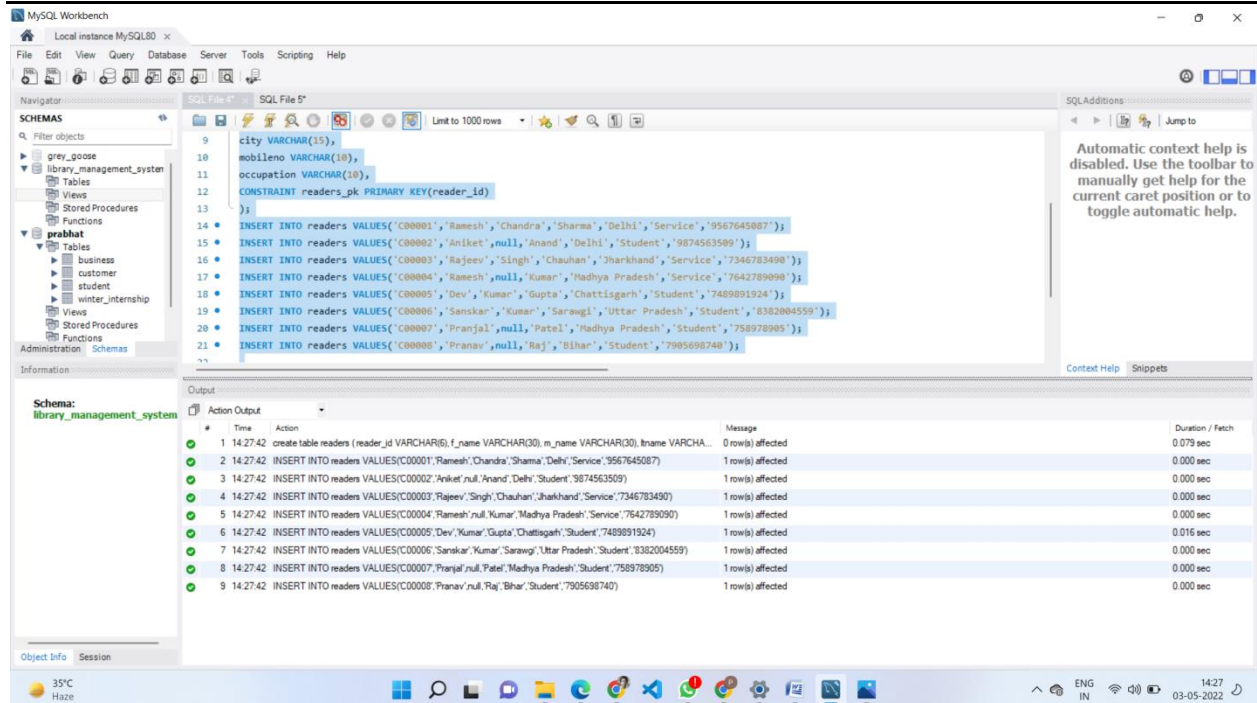 MySQL Workbench
Local instance MySQL80 ×
File Edit View Query Database Server Tools Scripting Help
Navigator
SCHEMAS
Filter objects
grey_goose
library_management_system
Tables
Views
Stored Procedures
Functions
prabhat
Tables
business
customer
student
winter_internship
Views
Stored Procedures
Functions
Administration Schemas
Information
Schema:
library_management_system
Object Info Session
SQL File 4* × SQL File 5*
Limit to 1000 rows
9 city VARCHAR(15),
10 mobileno VARCHAR(10),
11 occupation VARCHAR(10),
12 CONSTRAINT readers_pk PRIMARY KEY(reader_id)
13 );
14 INSERT INTO readers VALUES('C00001','Ramesh','Chandra','Sharma','Delhi','Service','9567645087');
15 INSERT INTO readers VALUES('C00002','Aniket',null,'Anand','Delhi','Student','9874563509');
16 INSERT INTO readers VALUES('C00003','Rajeev','Singh','Chauhan','Jharkhand','Service','7346783490');
17 INSERT INTO readers VALUES('C00004','Ramesh',null,'Kumar','Madhya Pradesh','Service','7642789090');
18 INSERT INTO readers VALUES('C00005','Dev','Kumar','Gupta','Chattisgarh','Student','7489891924');
19 INSERT INTO readers VALUES('C00006','Sanskar','Kumar','Sarawgi','Uttar Pradesh','Student','8382004559');
20 INSERT INTO readers VALUES('C00007','Pranjal',null,'Patel','Madhya Pradesh','Student','758978905');
21 INSERT INTO readers VALUES('C00008','Pranav',null,'Raj','Bihar','Student','7905698740');
22
Output
Action Output
# Time Action Message Duration / Fetch
1 14:27:42 create table readers ( reader_id VARCHAR(6), f_name VARCHAR(30), m_name VARCHAR(30), ltname VARCHA... 0 row(s) affected 0.079 sec
2 14:27:42 INSERT INTO readers VALUES('C00001','Ramesh','Chandra','Sharma','Delhi','Service','9567645087') 1 row(s) affected 0.000 sec
3 14:27:42 INSERT INTO readers VALUES('C00002','Aniket',null,'Anand','Delhi','Student','9874563509') 1 row(s) affected 0.000 sec
4 14:27:42 INSERT INTO readers VALUES('C00003','Rajeev','Singh','Chauhan','Jharkhand','Service','7346783490') 1 row(s) affected 0.000 sec
5 14:27:42 INSERT INTO readers VALUES('C00004','Ramesh',null,'Kumar','Madhya Pradesh','Service','7642789090') 1 row(s) affected 0.000 sec
6 14:27:42 INSERT INTO readers VALUES('C00005','Dev','Kumar','Gupta','Chattisgarh','Student','7489891924') 1 row(s) affected 0.016 sec
7 14:27:42 INSERT INTO readers VALUES('C00006','Sanskar','Kumar','Sarawgi','Uttar Pradesh','Student','8382004559') 1 row(s) affected 0.000 sec
8 14:27:42 INSERT INTO readers VALUES('C00007','Pranjal',null,'Patel','Madhya Pradesh','Student','758978905') 1 row(s) affected 0.000 sec
9 14:27:42 INSERT INTO readers VALUES('C00008','Pranav',null,'Raj','Bihar','Student','7905698740') 1 row(s) affected 0.000 sec
SQLAdditions
Jump to
Automatic context help is
disabled. Use the toolbar to
manually get help for the
current caret position or to
toggle automatic help.
Context Help Snippets
35°C
Haze
ENG
IN
14:27
03-05-2022